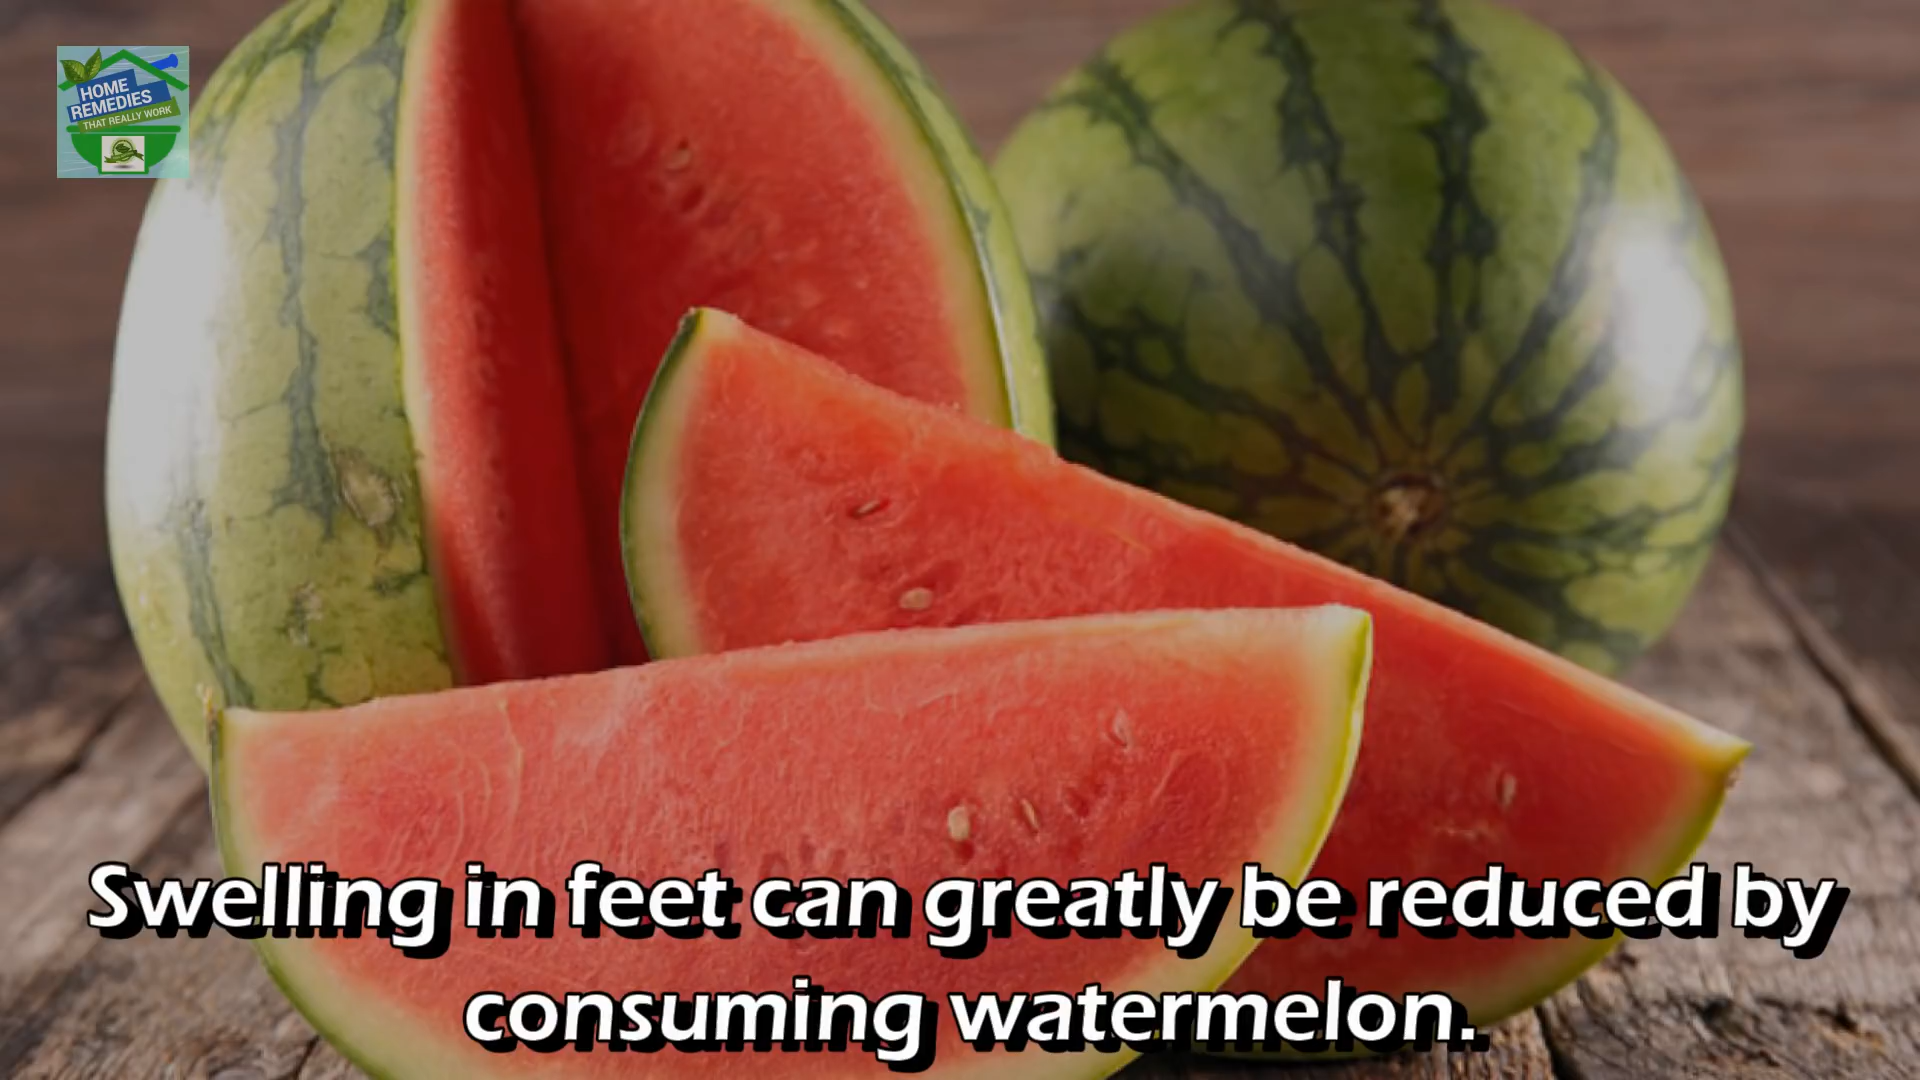 HOME
REMEDIES
THAT REALLY WORK
Swelling in feet can greatly be reduced by
consuming watermelon.